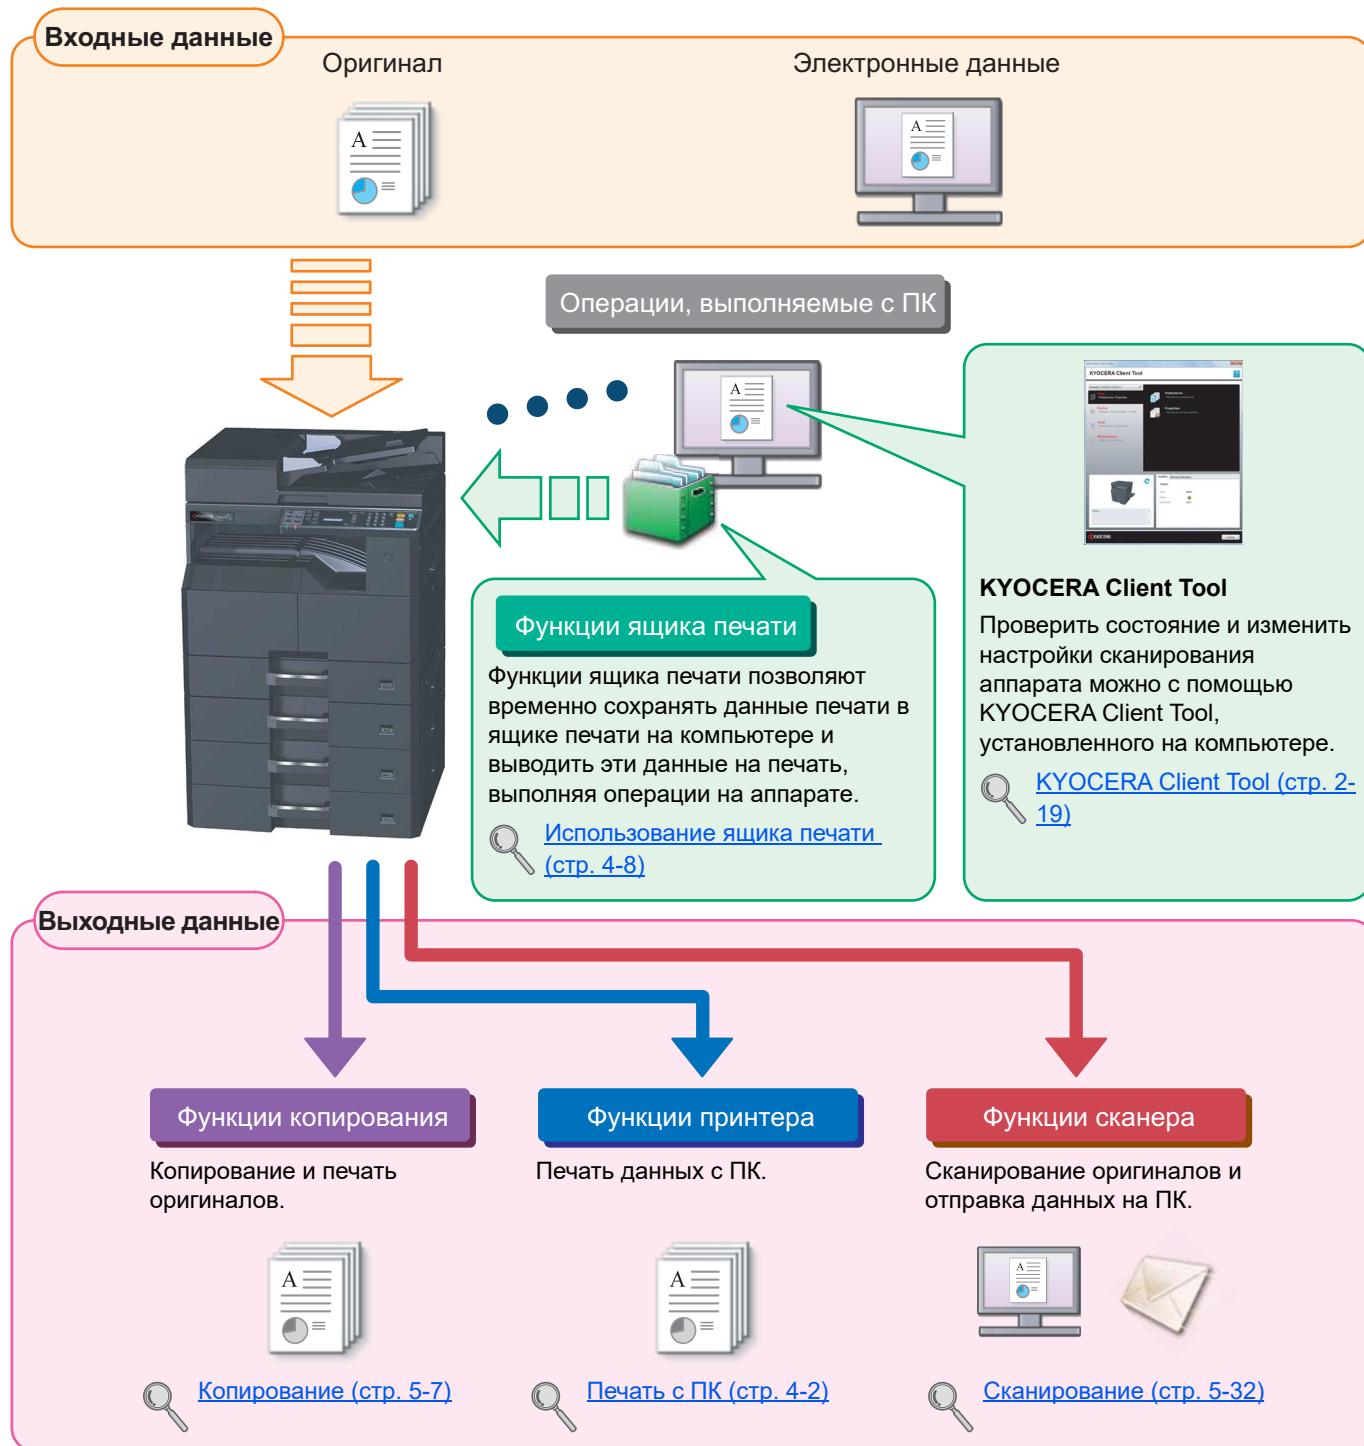 Входные данные
Оригинал
Электронные данные
A
A
Операции, выполняемые с ПК
A
KYOCERA Client Tool
KYOCERA Client Tool
Проверить состояние и изменить
настройки сканирования
аппарата можно с помощью
KYOCERA Client Tool,
установленного на компьютере.
KYOCERA Client Tool (стр. 2-
19)
Функции ящика печати
Функции ящика печати позволяют
временно сохранять данные печати в
ящике печати на компьютере и
выводить эти данные на печать,
выполняя операции на аппарате.
Использование ящика печати
(стр. 4-8)
Выходные данные
Функции копирования
Копирование и печать
оригиналов.
A
Копирование (стр. 5-7)
Функции принтера
Печать данных с ПК.
A
Печать с ПК (стр. 4-2)
Функции сканера
Сканирование оригиналов и
отправка данных на ПК.
A
Сканирование (стр. 5-32)